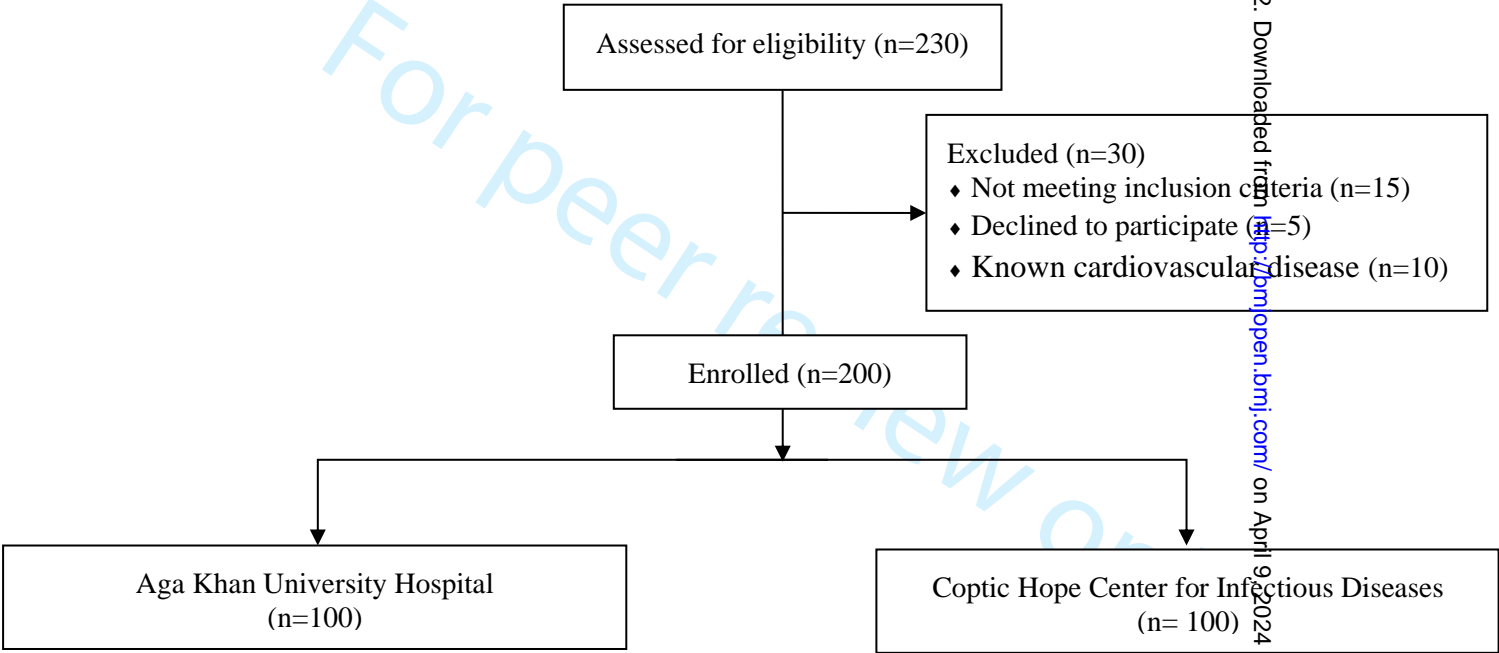 Assessed for eligibility (n=230)
Excluded (n=30)
♦ Not meeting inclusion criteria (n=15)
♦ Declined to participate (n=5)
♦ Known cardiovascular disease (n=10)
Enrolled (n=200)
Aga Khan University Hospital
(n=100)
Coptic Hope Center for Infectious Diseases
(n= 100)
For peer review on
2. Downloaded from http://bmjopen.bmj.com/ on April 9, 2024